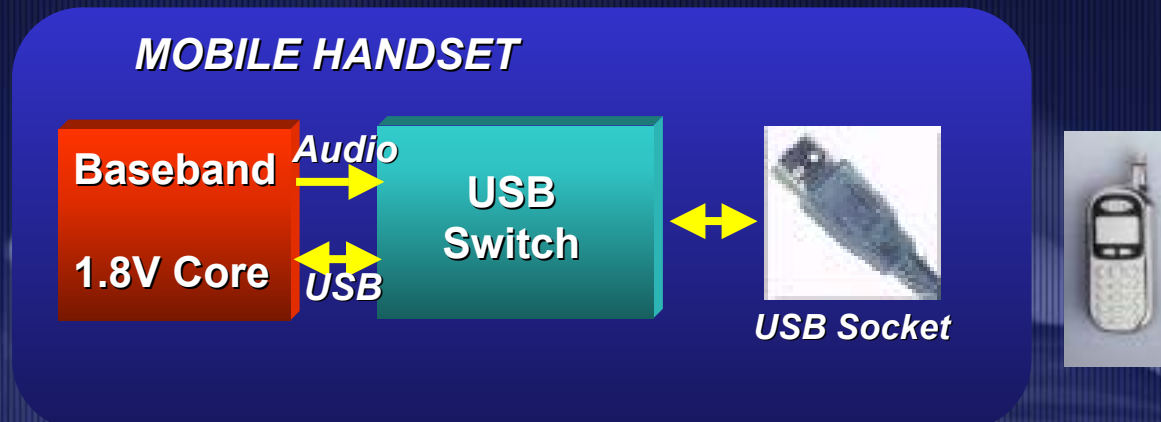 MOBILE HANDSET
Baseband
1.8V Core
Audio
USB
USB
Switch
USB Socket